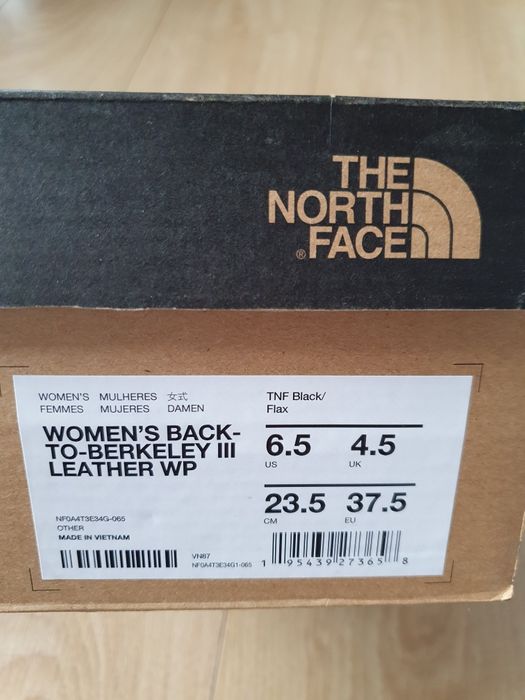 THE
NORTH
FACE
®
WOMEN'S MULHERES 女式
FEMMES MUJERES DAMEN
WOMEN'S BACK-
TO-BERKELEY III
LEATHER WP
NF0A4T3E34G-065
OTHER
MADE IN VIETNAM
VN87
NF0A4T3E34G1-065
TNF Black/
Flax
6.5 4.5
US UK
23.5 37.5
CM EU
1 95439 27365 8